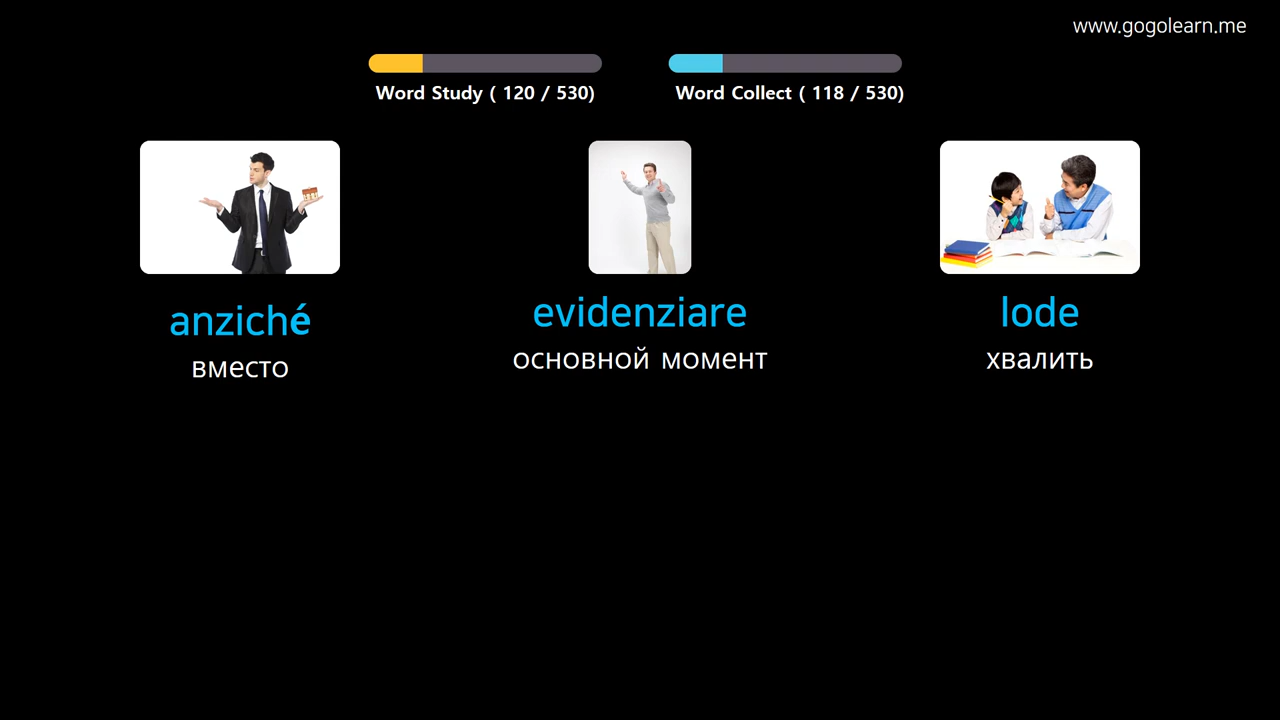 www.gogolearn.me
Word Study ( 120 / 530)
Word Collect ( 118 / 530)
anziché
вместо
evidenziare
основной момент
lode
хвалить